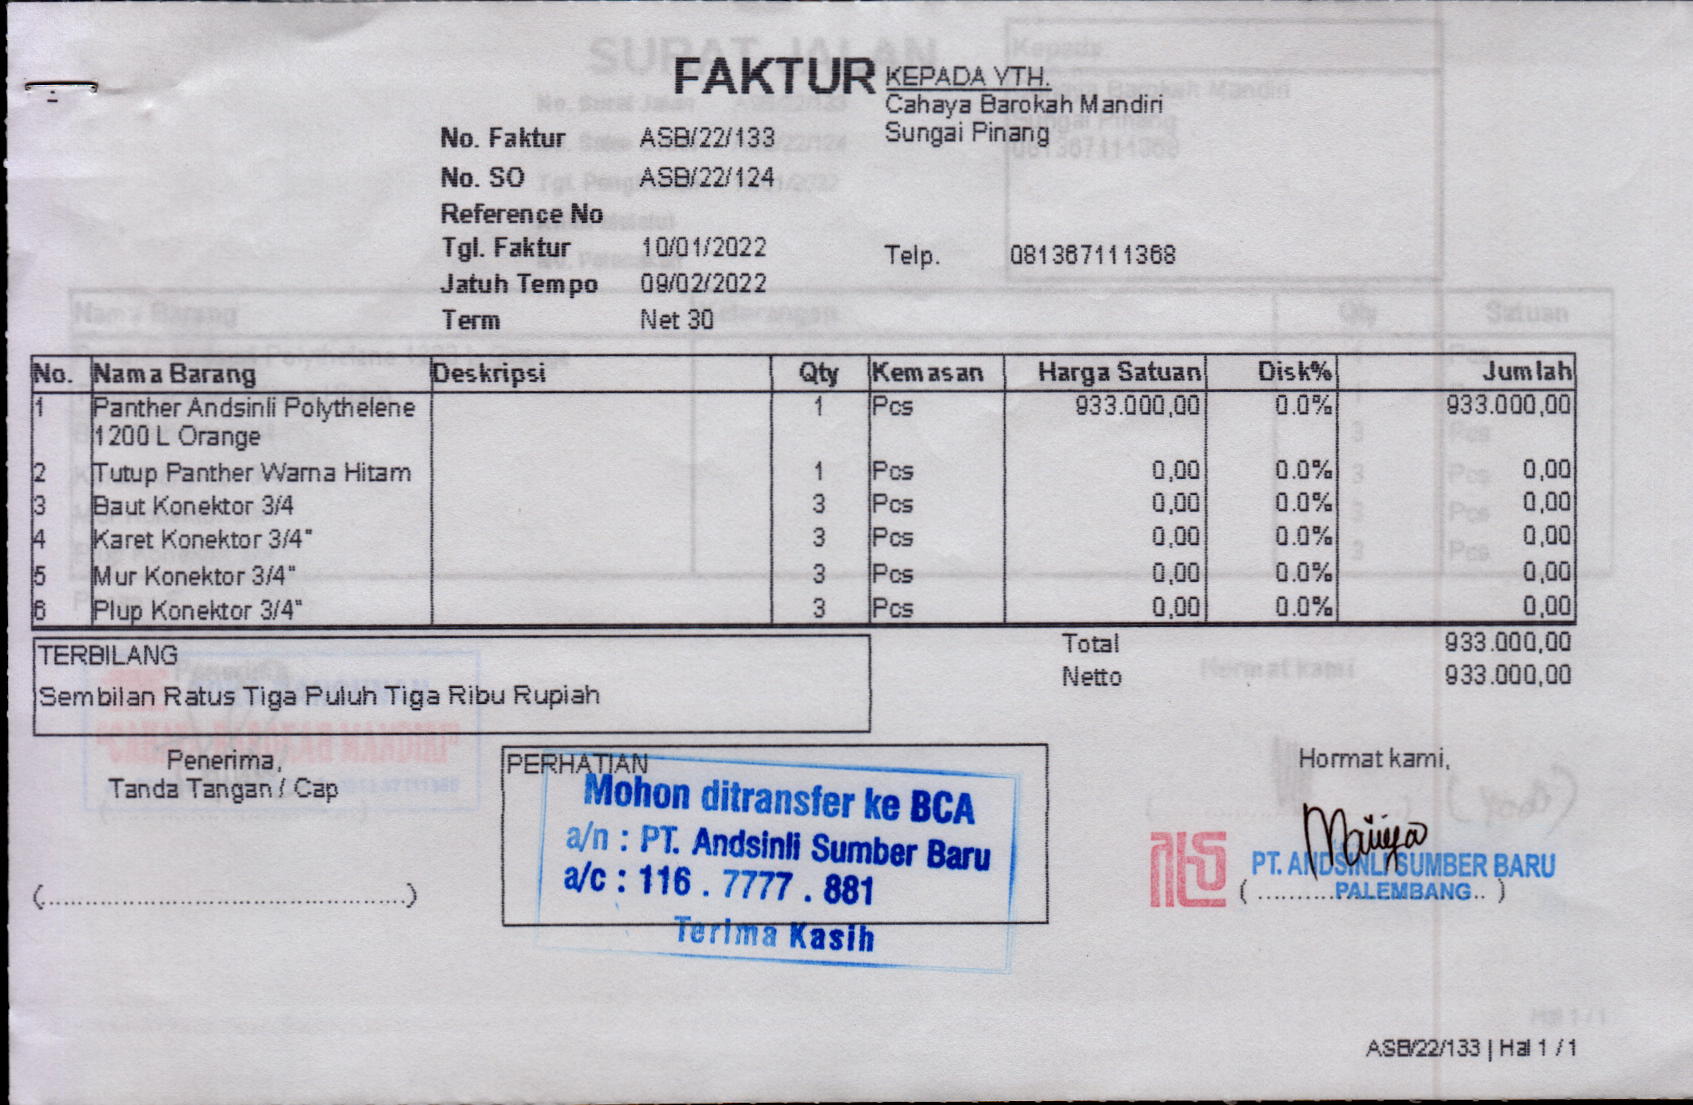 FAKTUR
KEPADA YTH.
Cahaya Barokah Mandiri
Sungai Pinang
No. Faktur ASB/22/133
No. SO ASB/22/124
Reference No
Tgl. Faktur 10/01/2022
Telp. 081367111368
Jatuh Tempo 09/02/2022
Term Net 30
No. Nama Barang Deskripsi Qty Kemasan Harga Satuan Disk% Jumlah
1 Panther Andsinli Polythelene 1 Pcs 933.000,00 0.0% 933.000,00
1200 L Orange
2 Tutup Panther Warna Hitam 1 Pcs 0,00 0.0% 0,00
3 Baut Konektor 3/4 3 Pcs 0,00 0.0% 0,00
4 Karet Konektor 3/4" 3 Pcs 0,00 0.0% 0,00
5 Mur Konektor 3/4" 3 Pcs 0,00 0.0% 0,00
6 Plup Konektor 3/4" 3 Pcs 0,00 0.0% 0,00
Total 933.000,00
Netto 933.000,00
TERBILANG
Sembilan Ratus Tiga Puluh Tiga Ribu Rupiah
Penerima,
Tanda Tangan / Cap
(............................................)
PERHATIAN
Mohon ditransfer ke BCA
a/n : PT. Andsinli Sumber Baru
a/c : 116 . 7777 . 881
Terima Kasih
Hormat kami,
PT. ANDSINLI SUMBER BARU
PALEMBANG
ASB/22/133 | Hal 1 / 1